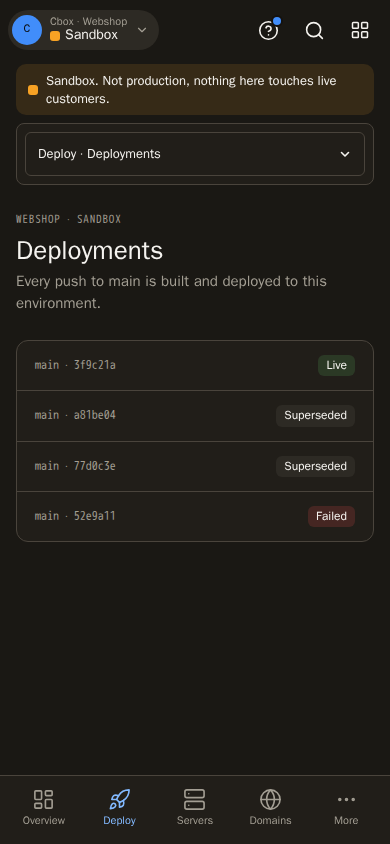 C
Cbox · Webshop
Sandbox
Sandbox. Not production, nothing here touches live
customers.
Deploy · Deployments
WEBSHOP · SANDBOX
Deployments
Every push to main is built and deployed to this
environment.
main · 3f9c21a
Live
main · a81be04
Superseded
main · 77d0c3e
Superseded
main · 52e9a11
Failed
Overview
Deploy
Servers
Domains
More